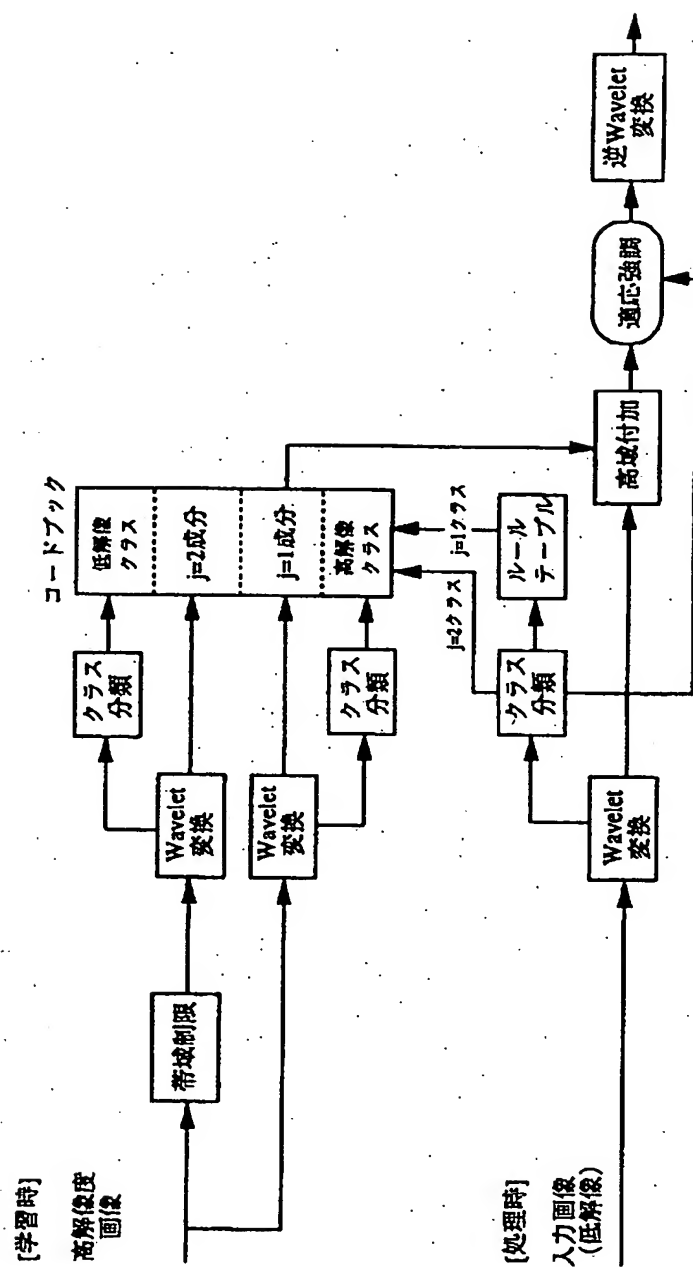 [学習時]
高解像度
画像
帯域制限
Wavelet
変換
Wavelet
変換
クラス
分類
クラス
分類
コードブック
低解像
クラス
j=2成分
j=1成分
高解像
クラス
[処理時]
入力画像
(低解像)
Wavelet
変換
クラス
分類
j=2クラス
j=1クラス
ルール
テーブル
高域付加
適応強調
逆Wavelet
変換